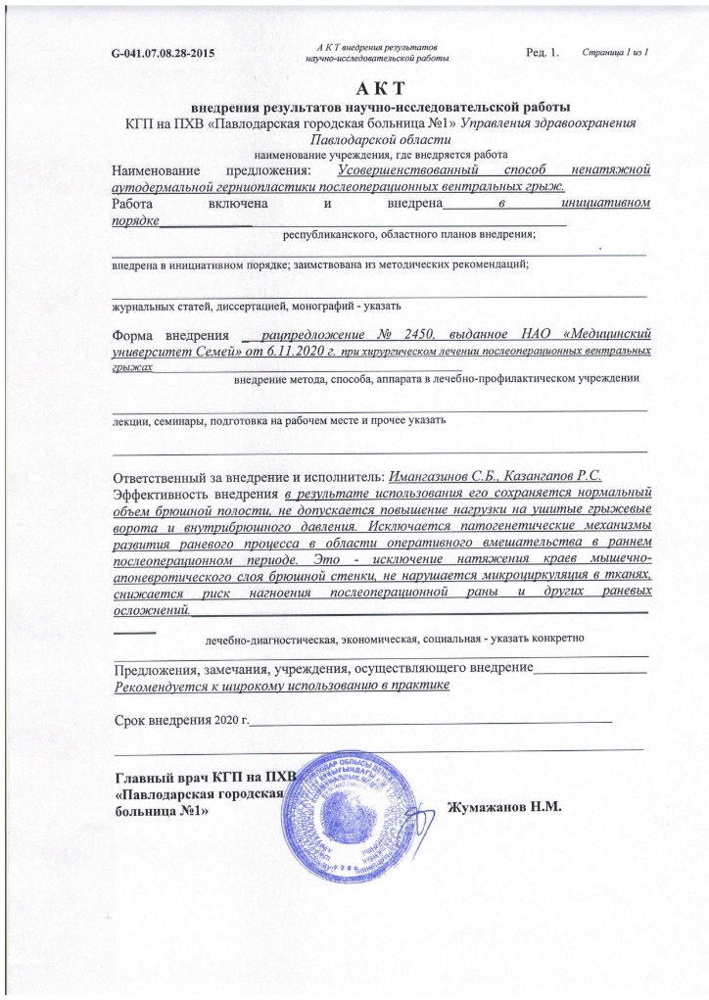 G-041.07.08.28-2015
А К Т внедрения результатов
научно-исследовательской работы
Ред. 1.
Страница 1 из 1
А К Т
внедрения результатов научно-исследовательской работы
КГП на ПХВ «Павлодарская городская больница №1» Управления здравоохранения
Павлодарской области
наименование учреждения, где внедряется работа
Наименование предложения: Усовершенствованный способ ненатяжной
аутодермальной герниопластики послеоперационных вентральных грыж.
Работа включена и внедрена в инициативном
порядке
республиканского, областного планов внедрения;
внедрена в инициативном порядке; заимствована из методических рекомендаций;
журнальных статей, диссертацией, монографий - указать
Форма внедрения _ рацпредложение № 2450, выданное НАО «Медицинский
университет Семей» от 6.11.2020 г. при хирургическом лечении послеоперационных вентральных
грыжах
внедрение метода, способа, аппарата в лечебно-профилактическом учреждении
лекции, семинары, подготовка на рабочем месте и прочее указать
Ответственный за внедрение и исполнитель: Имангазинов С.Б., Казангапов Р.С.
Эффективность внедрения в результате использования его сохраняется нормальный
объем брюшной полости, не допускается повышение нагрузки на ушитые грыжевые
ворота и внутрибрюшного давления. Исключается патогенетические механизмы
развития раневого процесса в области оперативного вмешательства в раннем
послеоперационном периоде. Это - исключение натяжения краев мышечно-
апоневротического слоя брюшной стенки, не нарушается микроциркуляция в тканях,
снижается риск нагноения послеоперационной раны и других раневых
осложнений.
лечебно-диагностическая, экономическая, социальная - указать конкретно
Предложения, замечания, учреждения, осуществляющего внедрение
Рекомендуется к широкому использованию в практике
Срок внедрения 2020 г.
Главный врач КГП на ПХВ
«Павлодарская городская
больница №1»
Жумажанов Н.М.